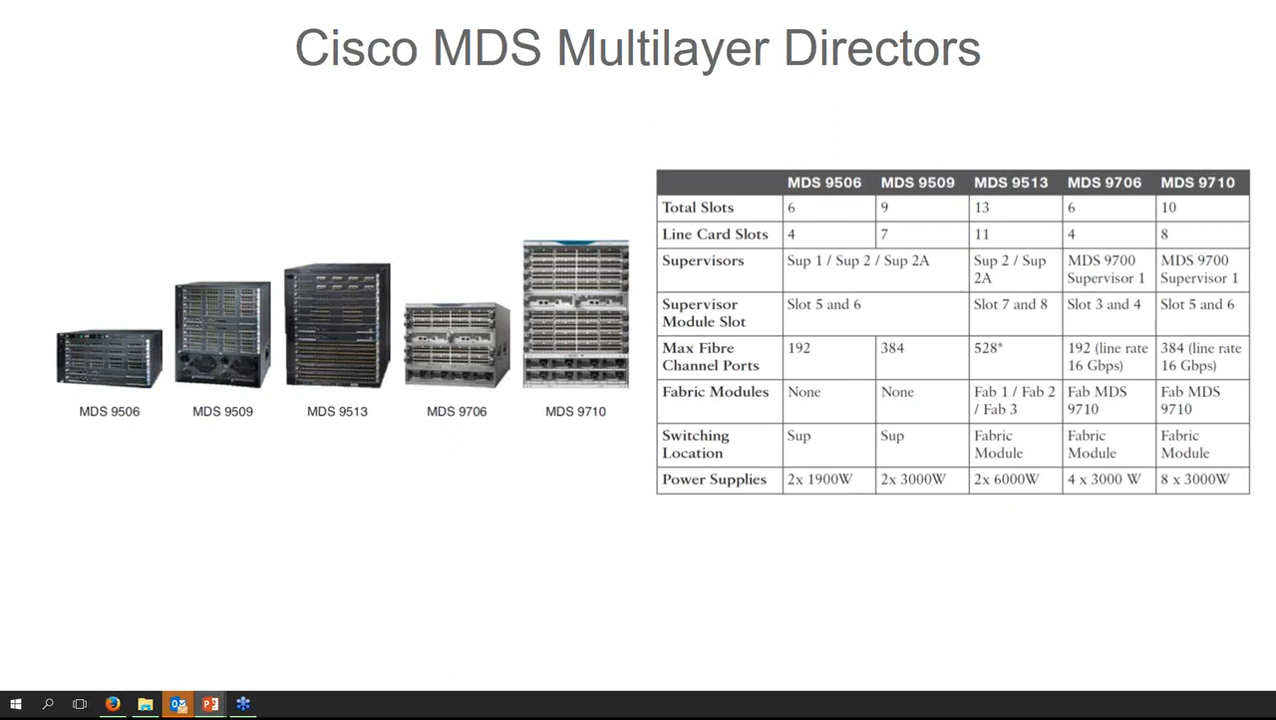 Cisco MDS Multilayer Directors
MDS 9506 MDS 9509 MDS 9513 MDS 9706 MDS 9710
MDS 9506 MDS 9509 MDS 9513 MDS 9706 MDS 9710
Total Slots 6 9 13 6 10
Line Card Slots 4 7 11 4 8
Supervisors Sup 1 / Sup 2 / Sup 2A Sup 2 / Sup MDS 9700 MDS 9700
2A Supervisor 1 Supervisor 1
Supervisor Slot 5 and 6 Slot 7 and 8 Slot 3 and 4 Slot 5 and 6
Module Slot
Max Fibre 192 384 528* 192 (line rate 384 (line rate
Channel Ports 16 Gbps) 16 Gbps)
Fabric Modules None None Fab 1 / Fab 2 Fab MDS Fab MDS
/ Fab 3 9710 9710
Switching Sup Sup Fabric Fabric Fabric
Location Module Module Module
Power Supplies 2x 1900W 2x 3000W 2x 6000W 4 x 3000 W 8 x 3000W